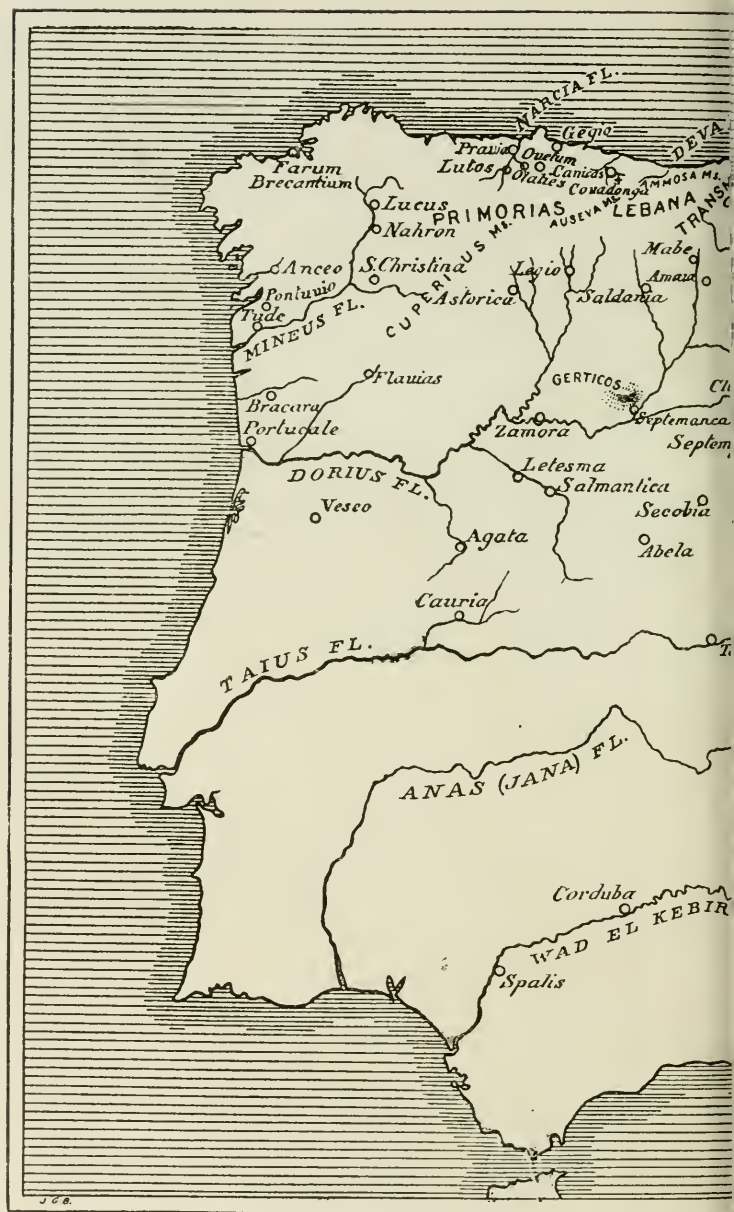 NARCIA FL.
Gegio
DEVA
Pravia
Ovetum
Lutos
Olalies
Canicas
Covadonga
AMMOSA MS.
Farum
Brecantium
Lucus
PRIMORIAS
AUSEVA MS.
LEBANA
Nahron
CUPERIUS MS.
Mabe
Anceo
S. Christina
Legio
Amaia
Pontuvio
Astorica
Saldania
Tude
MINEUS FL.
Flavias
GERTICOS
Bracara
Zamora
Septemanca
Portucale
Septem
DORIUS FL.
Letesma
Salmantica
Vesco
Secobia
Agata
Abela
Cauria
TAIUS FL.
ANAS (JANA) FL.
Corduba
WAD EL KEBIR
Spalis
J G B.